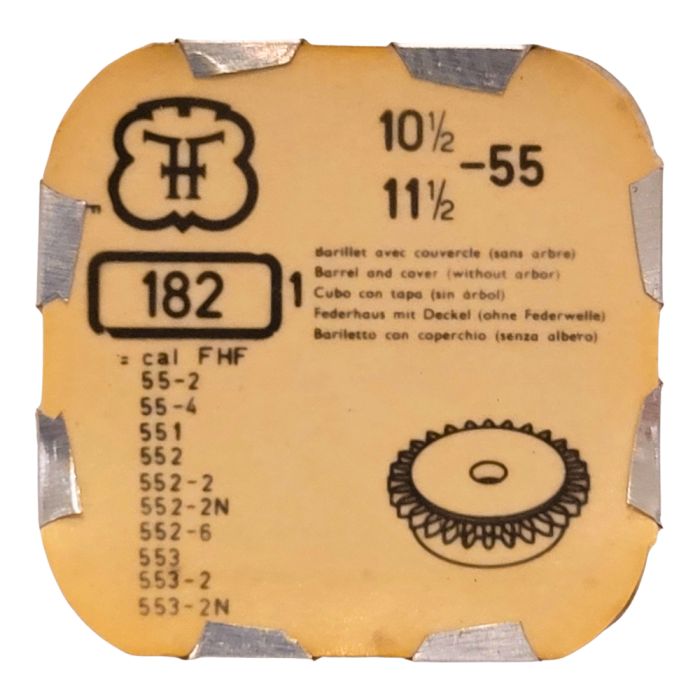 FH
10½
11½
-55
182 1
Barillet avec couvercle (sans arbre)
Barrel and cover (without arbor)
Cubo con tapa (sin árbol)
Federhaus mit Deckel (ohne Federwelle)
Bariletto con coperchio (senza albero)
= cal FHF
55-2
55-4
551
552
552-2
552-2N
552-6
553
553-2
553-2N